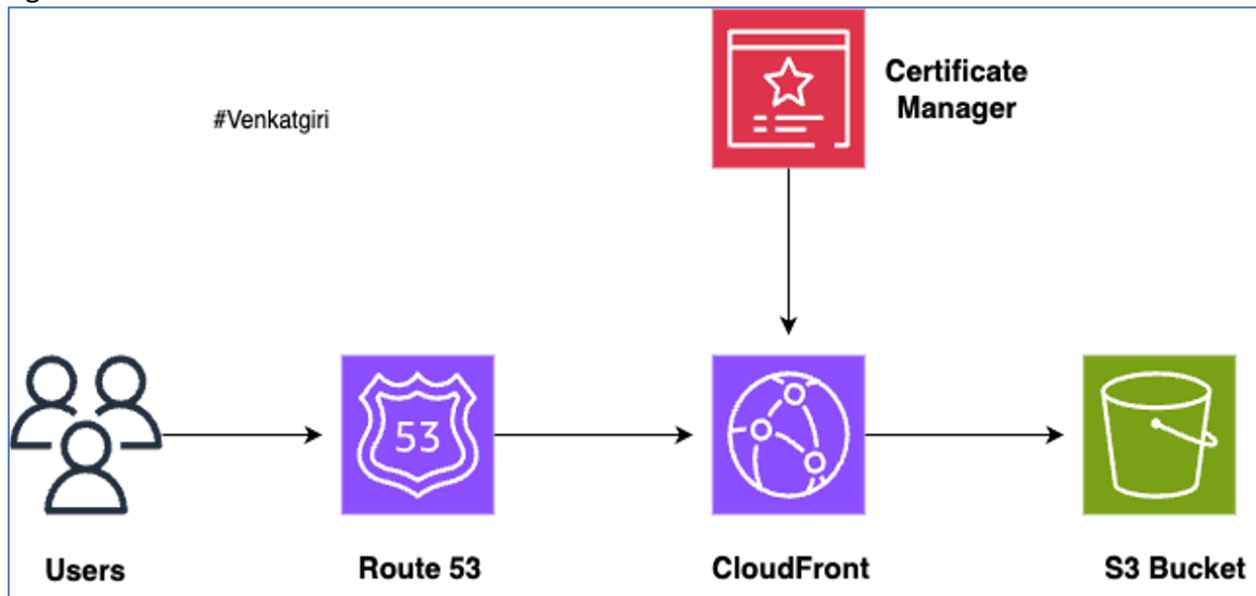 Certificate
Manager
#Venkatgiri
53
Users
Route 53
CloudFront
S3 Bucket